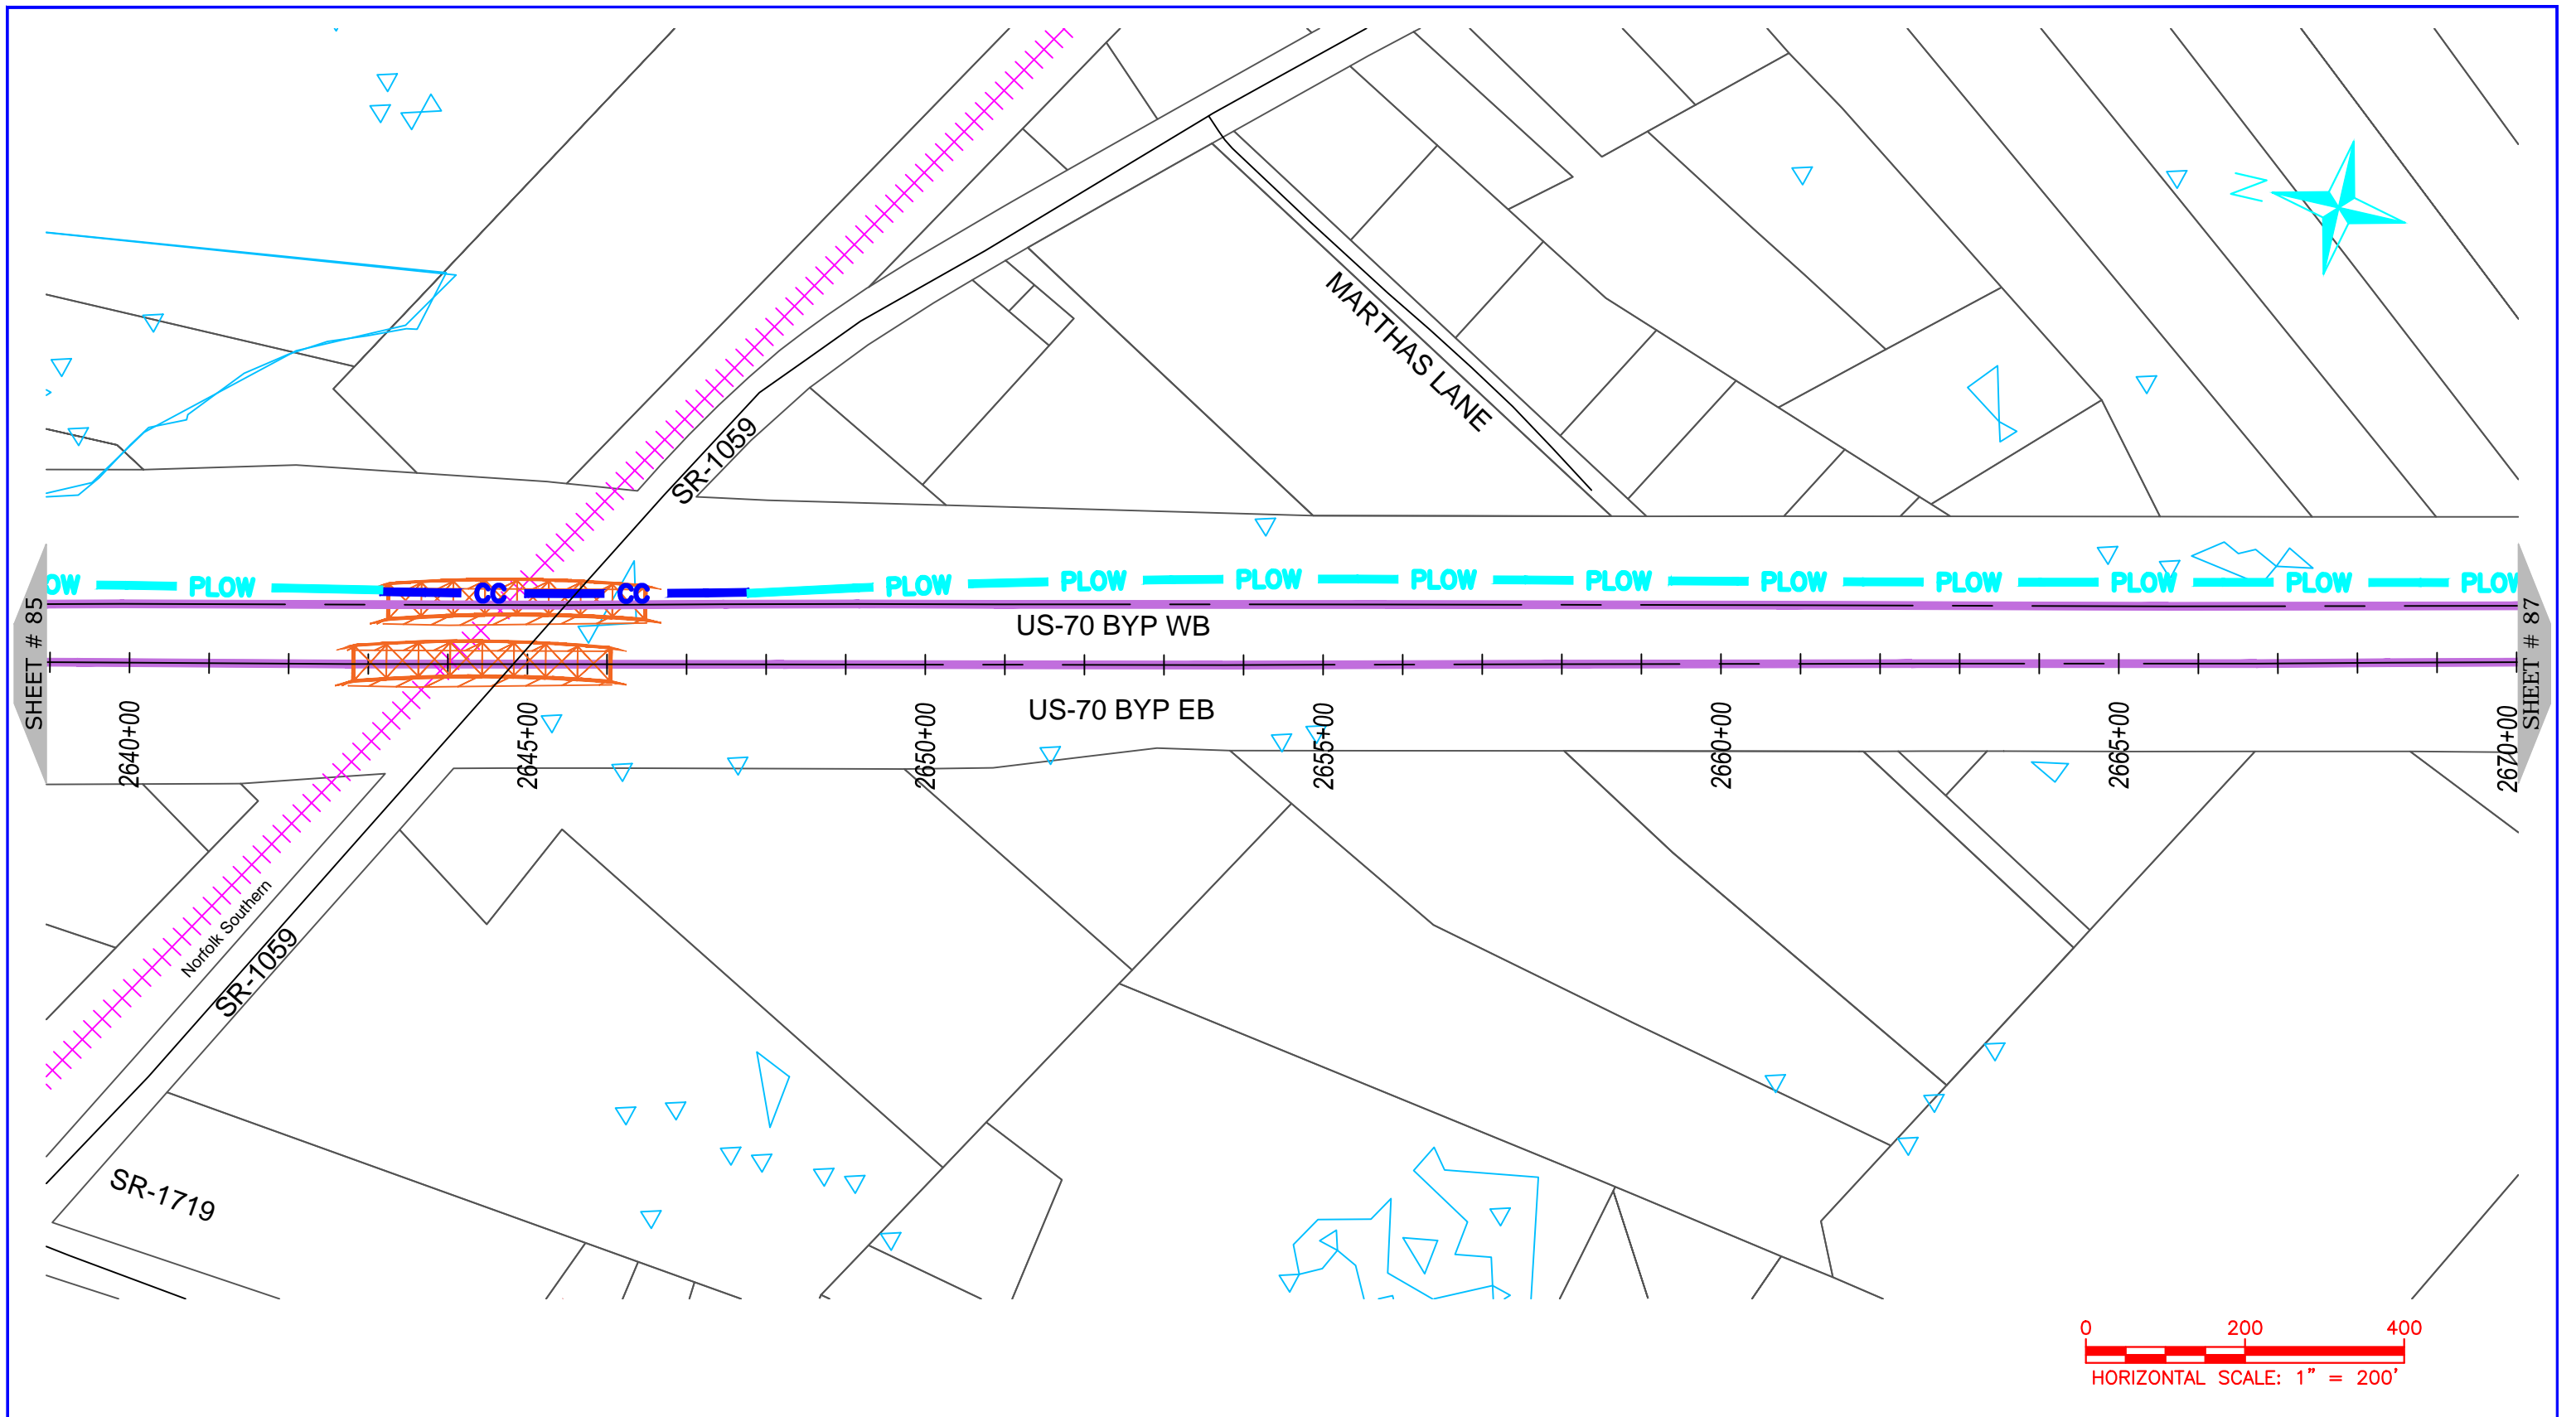 N
MARTHAS LANE
SR-1059
OW PLOW CC CC PLOW PLOW PLOW PLOW PLOW PLOW PLOW PLOW PLOW PLOW
US-70 BYP WB
SHEET # 85
SHEET # 87
US-70 BYP EB
2640+00 2645+00 2650+00 2655+00 2660+00 2665+00 2670+00
Norfolk Southern
SR-1059
SR-1719
0 200 400
HORIZONTAL SCALE: 1" = 200'